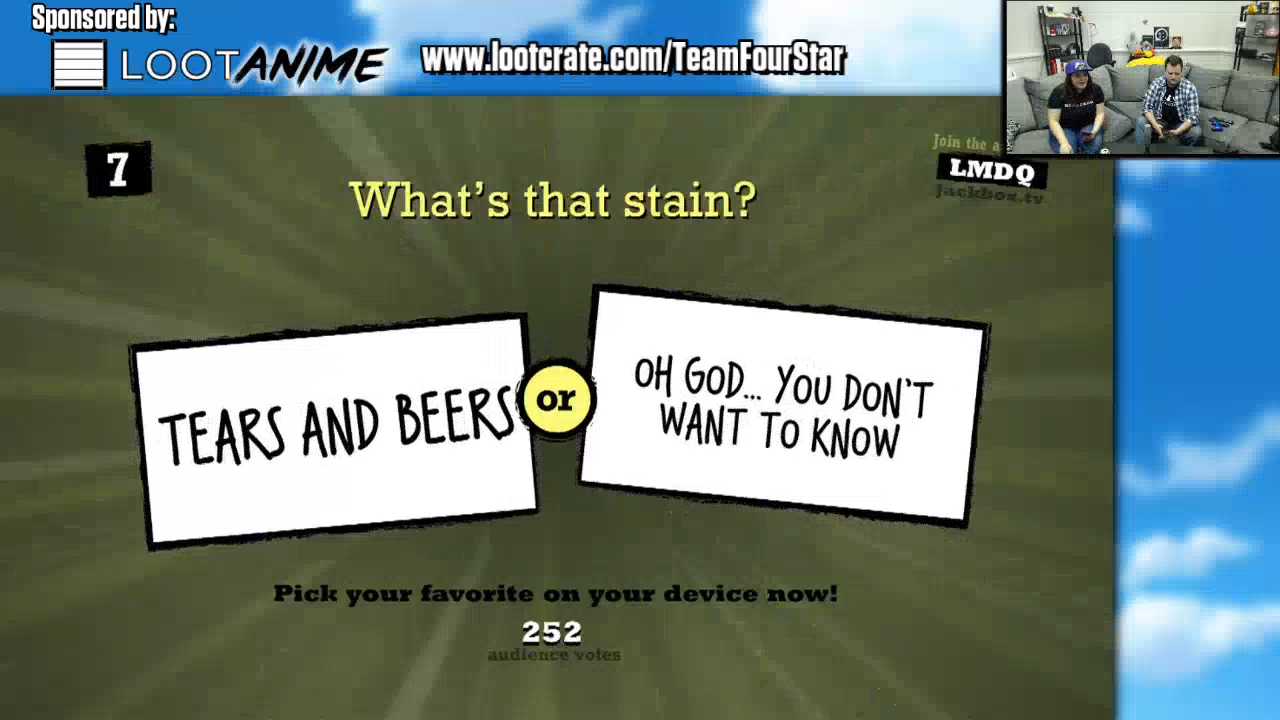 Sponsored by:
LOOTANIME
www.lootcrate.com/TeamFourStar
7
What's that stain?
Join the a
LMDQ
jackbox.tv
TEARS AND BEERS
or
OH GOD... YOU DON'T
WANT TO KNOW
Pick your favorite on your device now!
252
audience votes